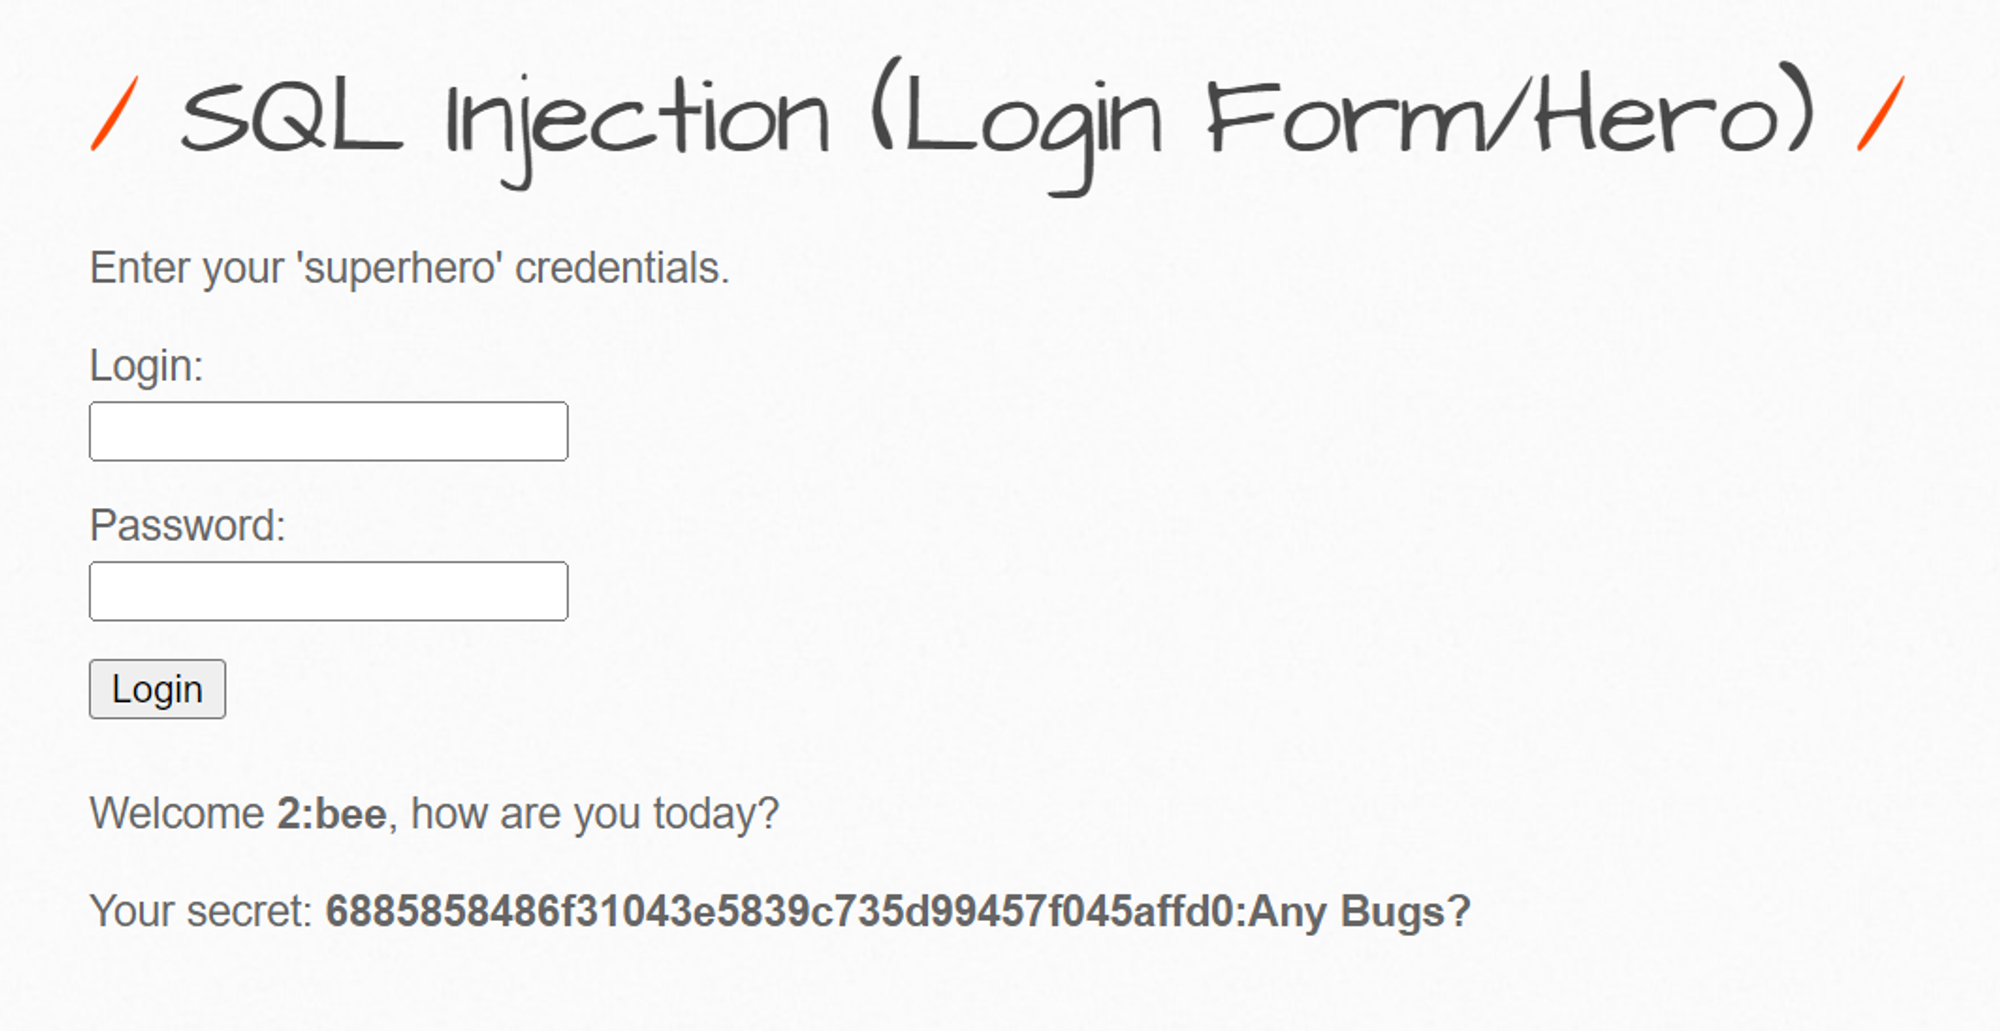 / SQL Injection (Login Form/Hero) /
Enter your 'superhero' credentials.
Login:
Password:
Login
Welcome 2:bee, how are you today?
Your secret: 6885858486f31043e5839c735d99457f045affd0:Any Bugs?